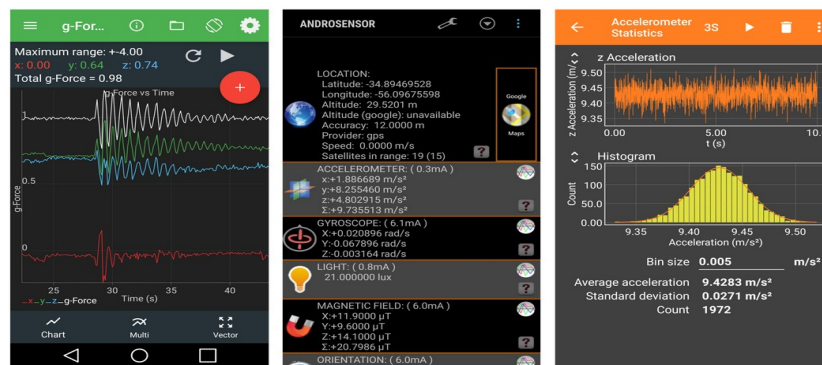 g-For...
Maximum range: +-4.00
x: 0.00 y: 0.64 z: 0.74
Total g-Force = 0.98
g-Force vs Time
1
0.5
0
g-Force
25 30 35 40
Time (s)
_x_y_z_g-Force
Chart Multi Vector
ANDROSENSOR
LOCATION:
Latitude: -34.89469528
Longitude: -56.09675598
Altitude: 29.5201 m
Altitude (google): unavailable
Accuracy: 12.0000 m
Provider: gps
Speed: 0.0000 m/s
Satellites in range: 19 (15)
Google
Maps
?
ACCELEROMETER: ( 0.3mA )
x:+1.886689 m/s²
y:+8.255460 m/s²
z:+4.802915 m/s²
Σ:+9.735513 m/s²
?
GYROSCOPE: ( 6.1mA )
X:+0.020896 rad/s
Y:-0.067896 rad/s
Z:-0.003164 rad/s
?
LIGHT: ( 0.8mA )
21.000000 lux
MAGNETIC FIELD: ( 6.0mA )
X:+11.9000 µT
Y:+9.6000 µT
Z:+14.1000 µT
Σ:+20.7986 µT
?
ORIENTATION: ( 6.0mA )
Accelerometer
Statistics
3S
z Acceleration
z Acceleration (m/
9.50
9.45
9.40
9.35
0.00 5.00 10.
t (s)
Histogram
Count
150
100
50.0
0.00
9.35 9.40 9.45 9.50
Acceleration (m/s²)
Bin size 0.005 m/s²
Average acceleration 9.4283 m/s²
Standard deviation 0.0271 m/s²
Count 1972